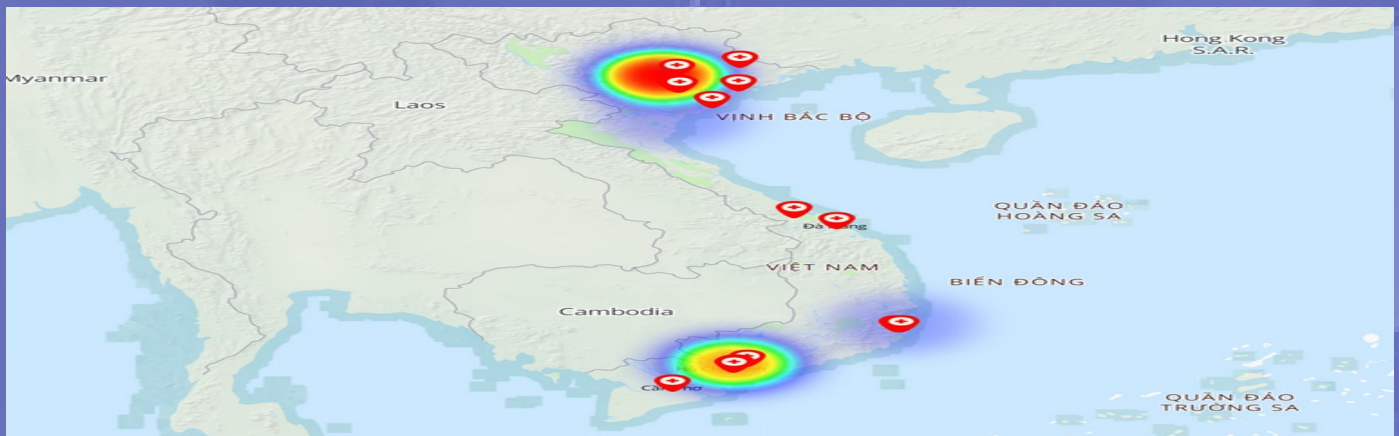 Hong Kong
S.A.R.
Myanmar
Laos
VỊNH BẮC BỘ
QUẦN ĐẢO
HOÀNG SA
VIỆT NAM
BIỂN ĐÔNG
Cambodia
QUẦN ĐẢO
TRƯỜNG SA